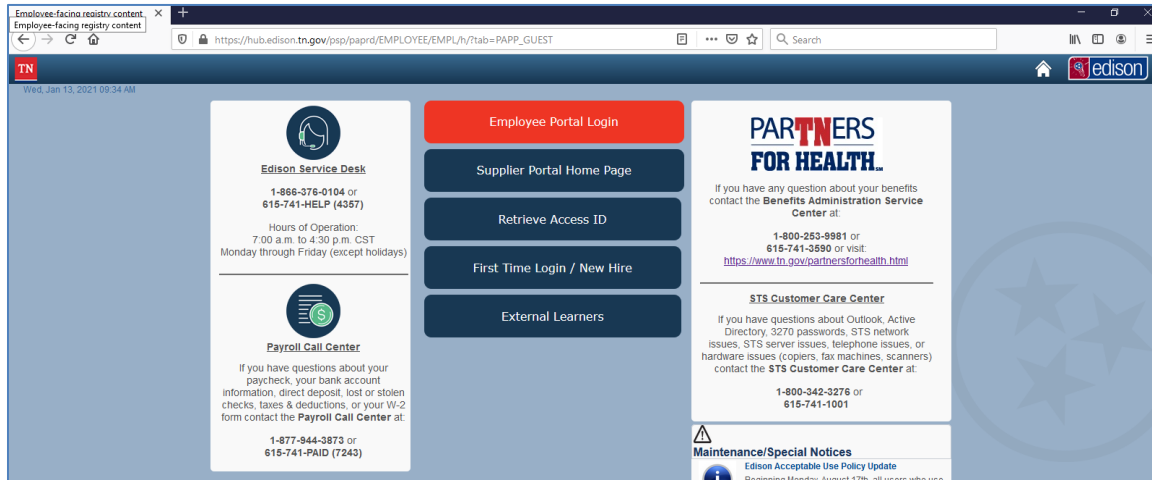 Employee-facing registry content
Employee-facing registry content
https://hub.edison.tn.gov/psp/paprd/EMPLOYEE/EMPL/h/?tab=PAPP_GUEST
Search
TN
edison
Wed, Jan 13, 2021 09:34 AM
Edison Service Desk
1-866-376-0104 or
615-741-HELP (4357)
Hours of Operation:
7:00 a.m. to 4:30 p.m. CST
Monday through Friday (except holidays)
Payroll Call Center
If you have questions about your
paycheck, your bank account
information, direct deposit, lost or stolen
checks, taxes & deductions, or your W-2
form contact the Payroll Call Center at:
1-877-944-3873 or
615-741-PAID (7243)
Employee Portal Login
Supplier Portal Home Page
Retrieve Access ID
First Time Login / New Hire
External Learners
PARTNERS
FOR HEALTH SM
If you have any question about your benefits
contact the Benefits Administration Service
Center at:
1-800-253-9981 or
615-741-3590 or visit:
https://www.tn.gov/partnersforhealth.html
STS Customer Care Center
If you have questions about Outlook, Active
Directory, 3270 passwords, STS network
issues, STS server issues, telephone issues, or
hardware issues (copiers, fax machines, scanners)
contact the STS Customer Care Center at:
1-800-342-3276 or
615-741-1001
Maintenance/Special Notices
Edison Acceptable Use Policy Update
Beginning Monday, August 17th, all users who use